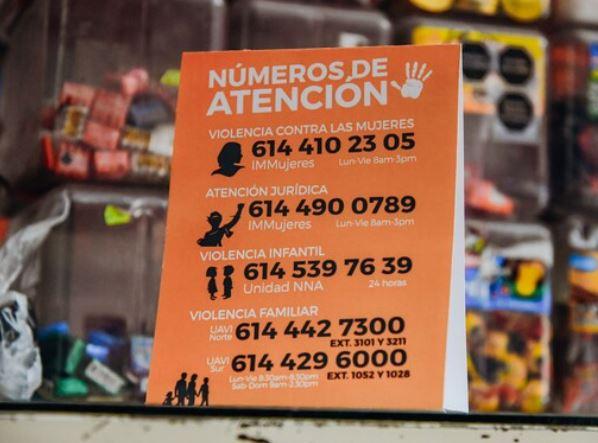 NÚMEROS DE
ATENCIÓN
VIOLENCIA CONTRA LAS MUJERES
614 410 23 05
IMMujeres Lun-Vie 8am-3pm
ATENCIÓN JURÍDICA
614 490 0789
IMMujeres Lun-Vie 8am-3pm
VIOLENCIA INFANTIL
614 539 76 39
Unidad NNA 24 horas
VIOLENCIA FAMILIAR
UAVI Norte 614 442 7300
EXT. 3101 Y 3211
UAVI Sur 614 429 6000
Lun-Vie 8:30am-8:30pm EXT. 1052 Y 1028
Sab-Dom 9am-2:30pm